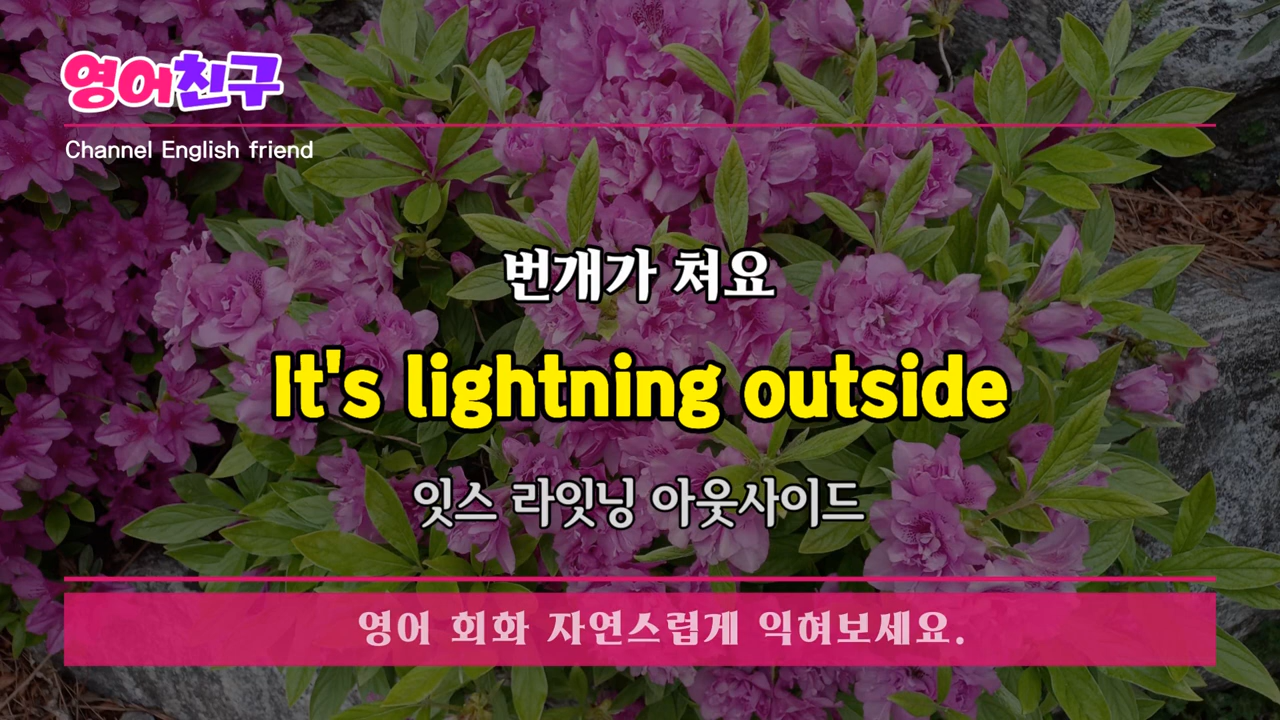 영어친구
Channel English friend
번개가 쳐요
It's lightning outside
잇스 라잇닝 아웃사이드
영어 회화 자연스럽게 익혀보세요.